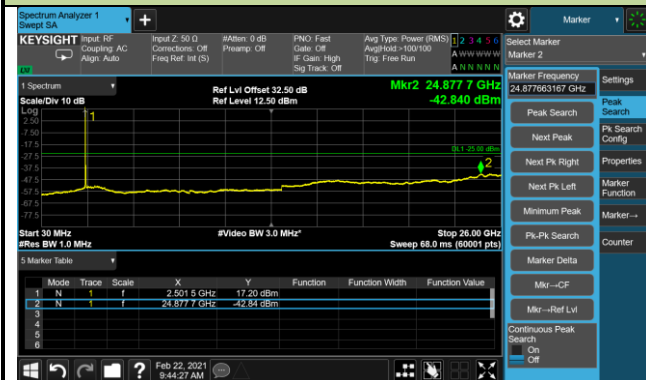 Spectrum Analyzer 1
Swept SA
Marker
KEYSIGHT
Input: RF
Coupling: AC
Align: Auto
Input Z: 50 Ω
Corrections: Off
Freq Ref: Int (S)
#Atten: 0 dB
Preamp: Off
PNO: Fast
Gate: Off
IF Gain: High
Sig Track: Off
Avg Type: Power (RMS)
Avg|Hold:>100/100
Trig: Free Run
1 2 3 4 5 6
A W W W W W
A N N N N N
Select Marker
Marker 2
1 Spectrum
Scale/Div 10 dB
Ref Lvl Offset 32.50 dB
Ref Level 12.50 dBm
Mkr2 24.877 7 GHz
-42.840 dBm
Log
2.50
-7.50
-17.5
-27.5
-37.5
-47.5
-57.5
-67.5
-77.5
1
DL1 -25.00 dBm
2
Start 30 MHz
#Res BW 1.0 MHz
#Video BW 3.0 MHz*
Stop 26.00 GHz
Sweep 68.0 ms (60001 pts)
5 Marker Table
Mode Trace Scale X Y Function Function Width Function Value
1 N 1 f 2.501 5 GHz 17.20 dBm
2 N 1 f 24.877 7 GHz -42.84 dBm
3
4
5
6
Feb 22, 2021
9:44:27 AM
Marker Frequency
24.877663167 GHz
Peak Search
Next Peak
Next Pk Right
Next Pk Left
Minimum Peak
Pk-Pk Search
Marker Delta
Mkr→CF
Mkr→Ref Lvl
Continuous Peak
Search
On
Off
Settings
Peak
Search
Pk Search
Config
Properties
Marker
Function
Marker→
Counter